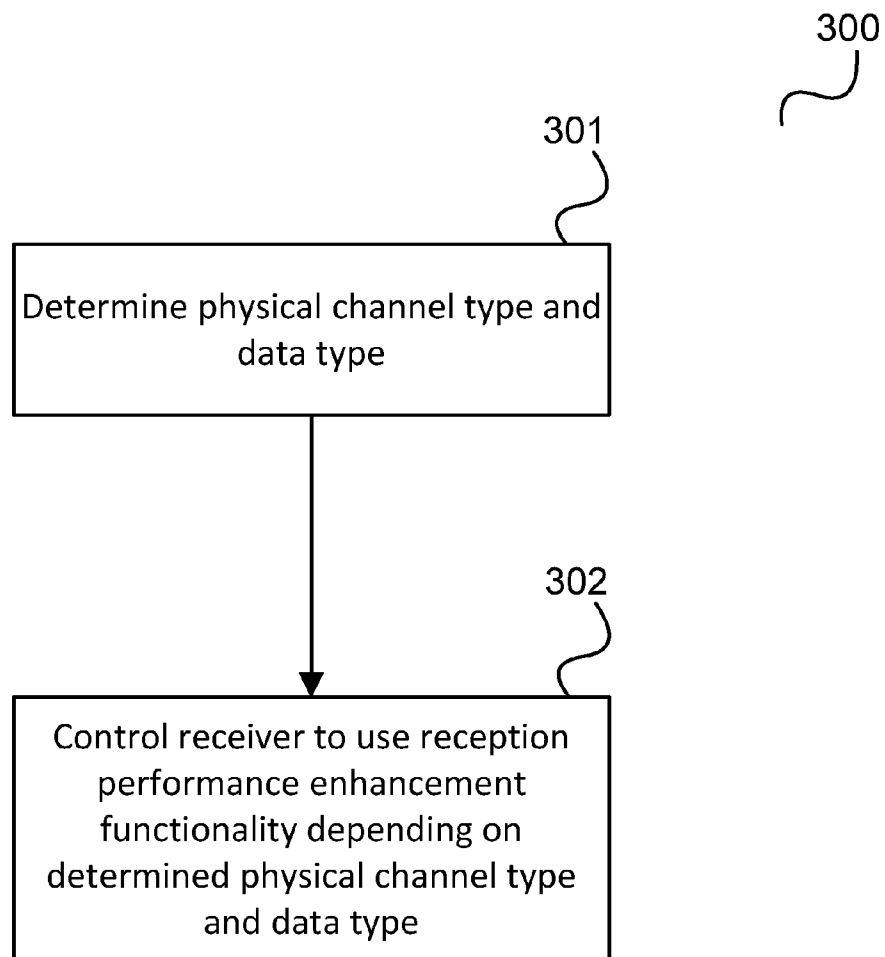 300
301
Determine physical channel type and
data type
302
Control receiver to use reception
performance enhancement
functionality depending on
determined physical channel type
and data type